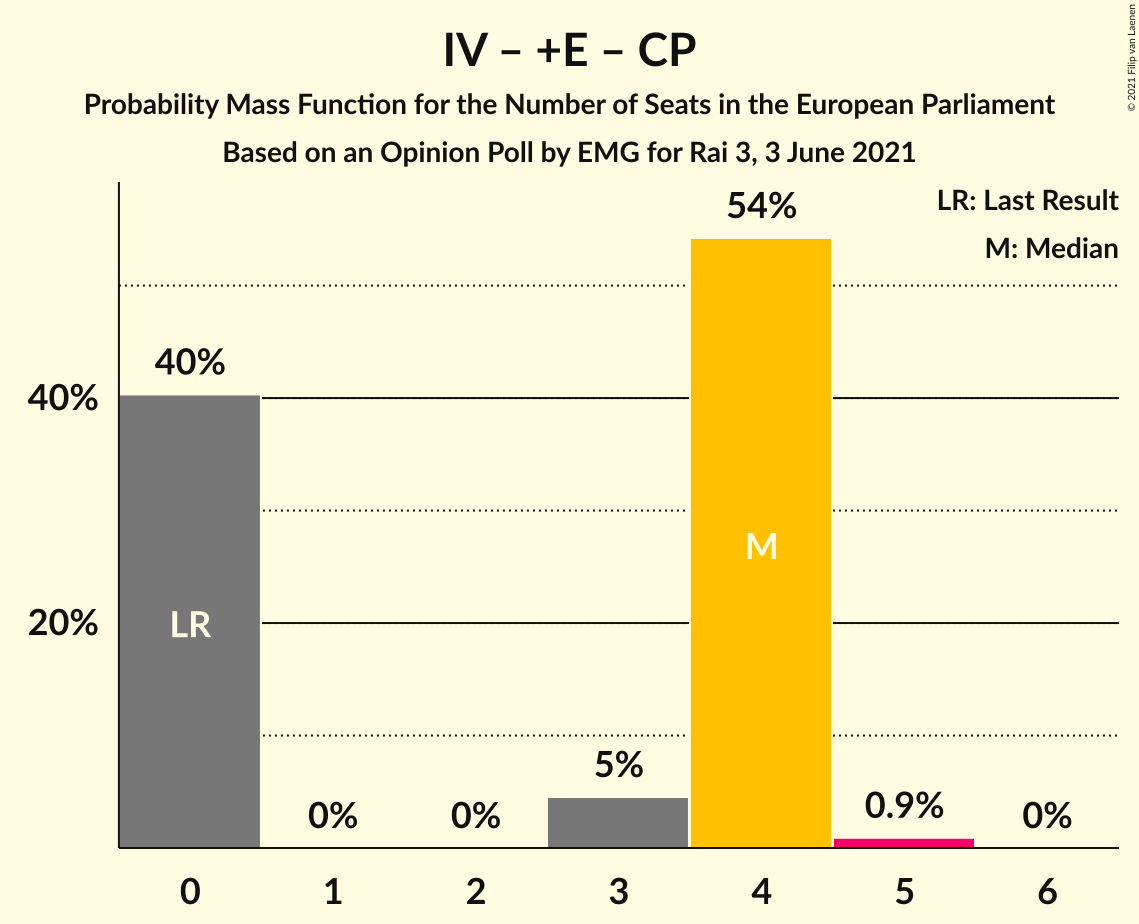 IV – +E – CP
Probability Mass Function for the Number of Seats in the European Parliament
Based on an Opinion Poll by EMG for Rai 3, 3 June 2021
© 2021 Filip van Laenen
LR: Last Result
M: Median
54%
40%
40%
M
20%
LR
5%
0%
0%
0.9%
0%
0 1 2 3 4 5 6